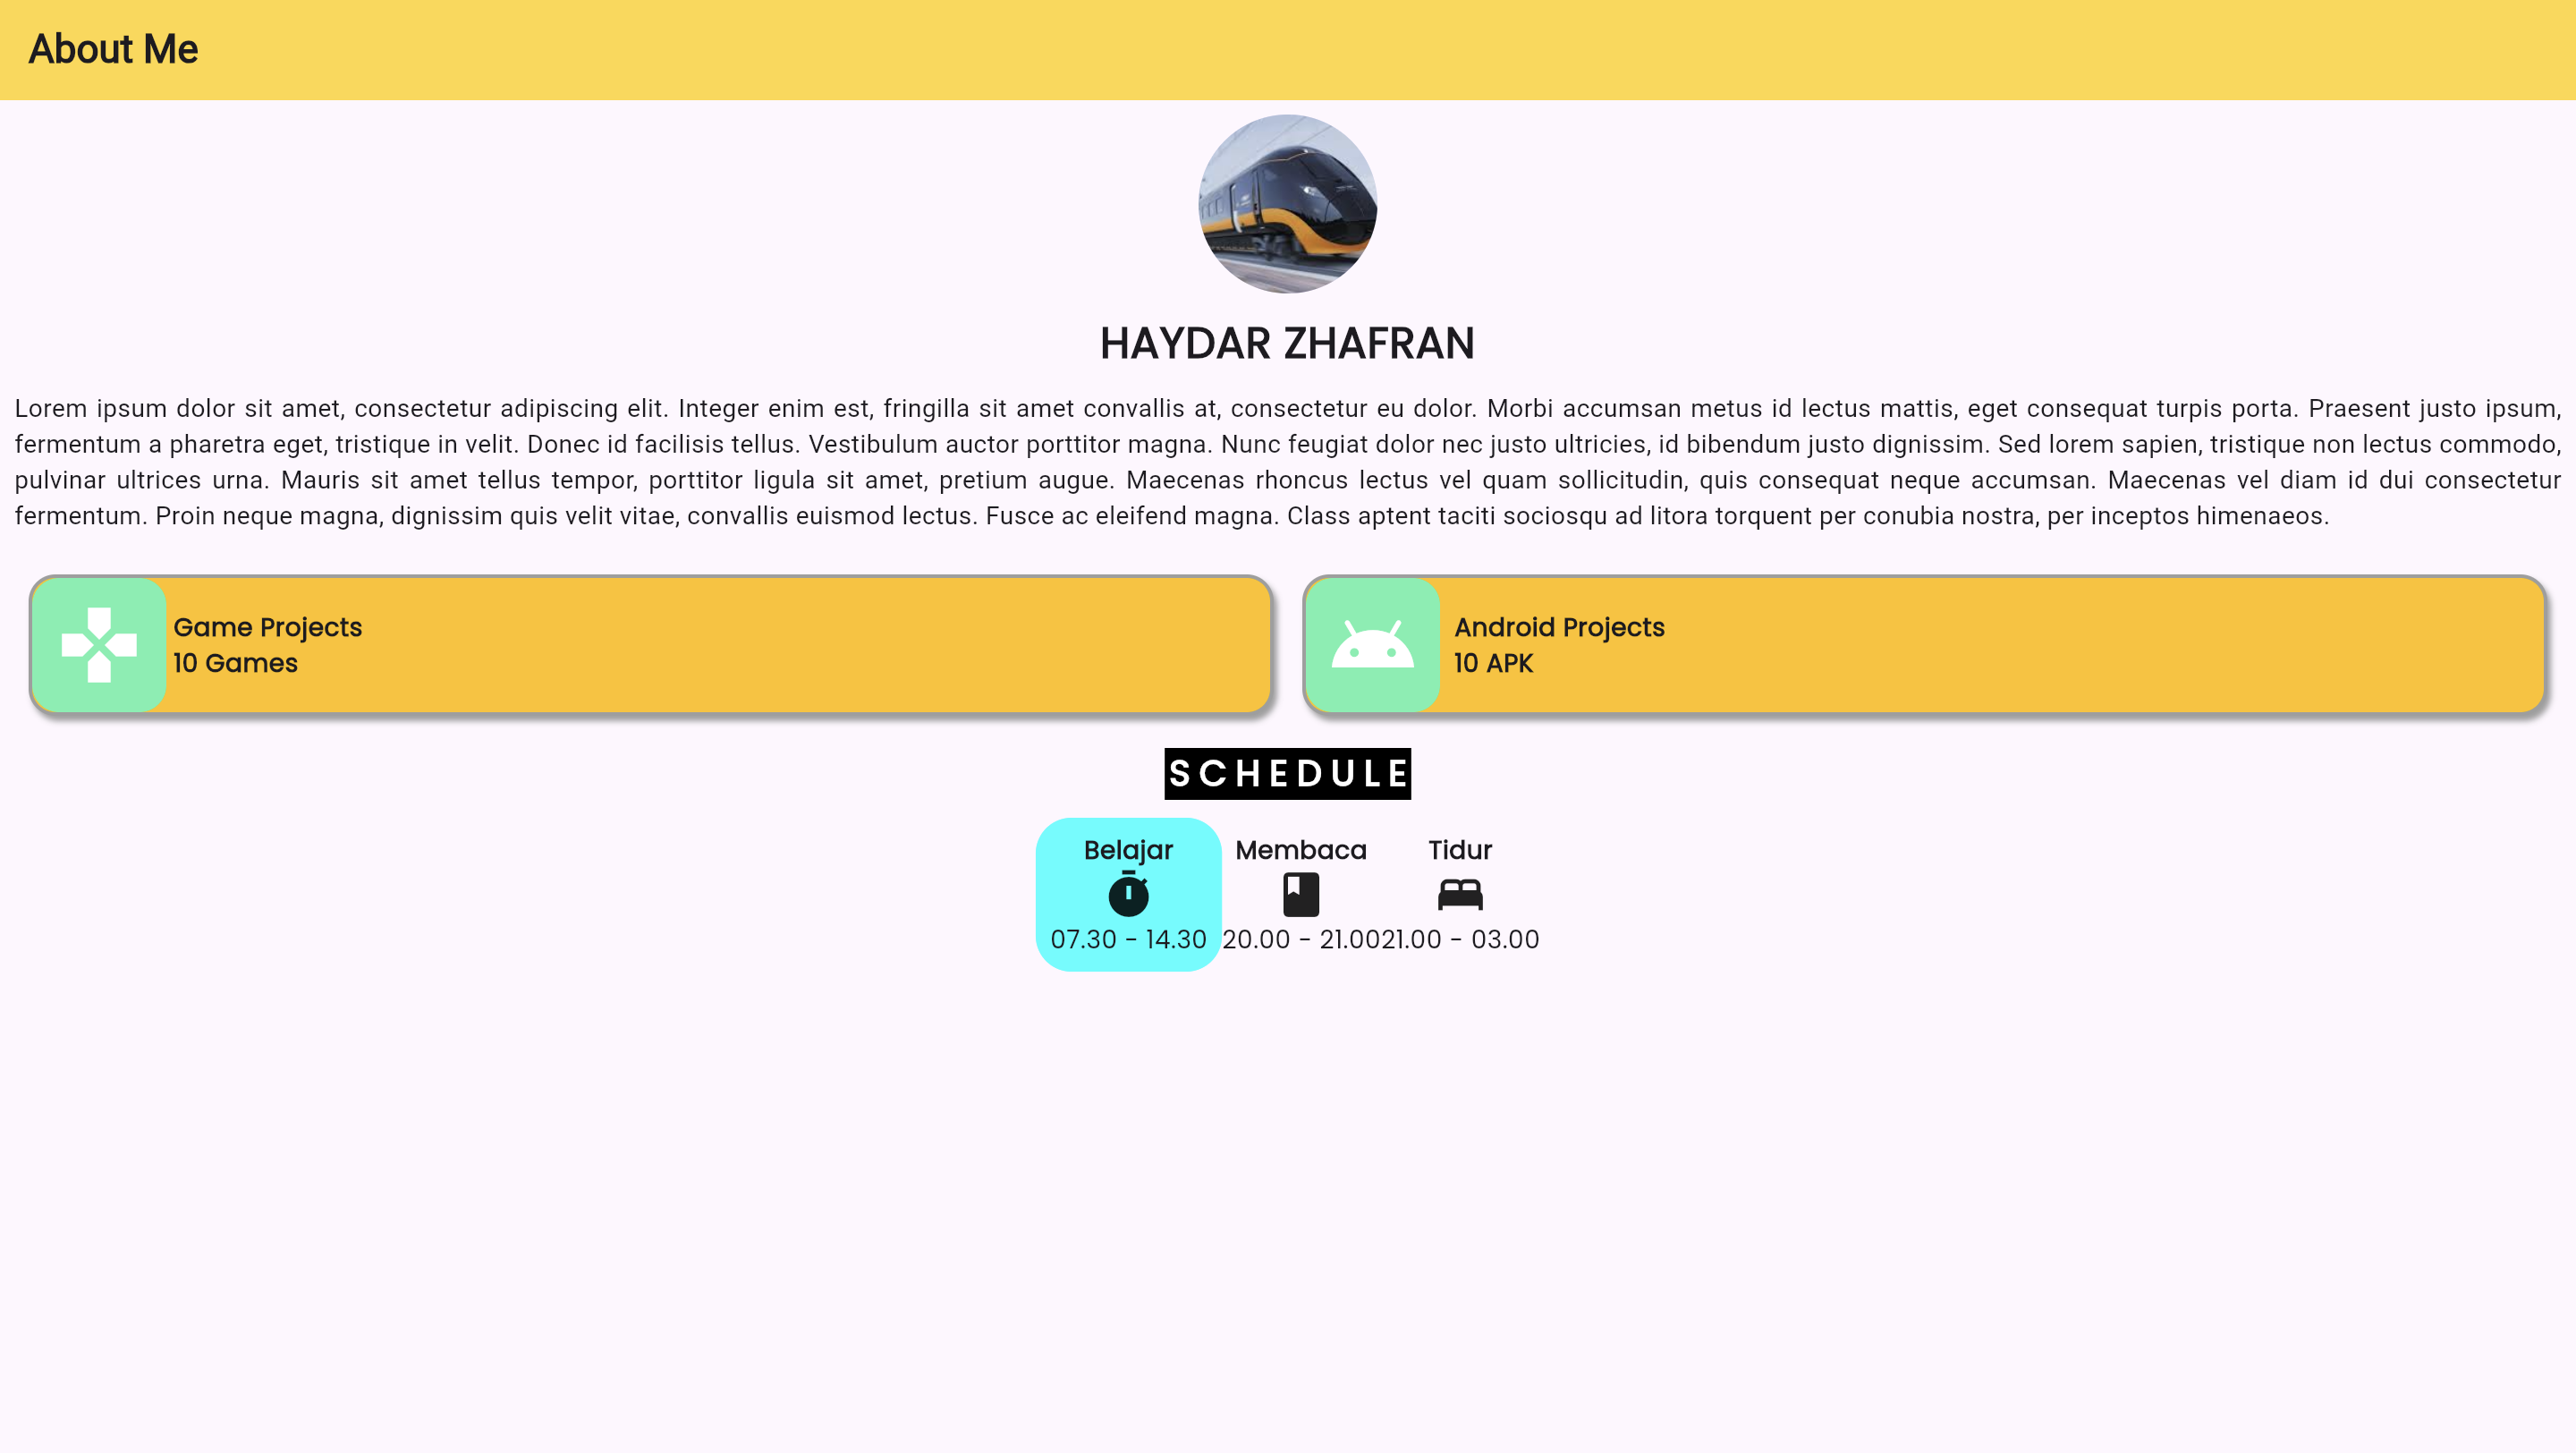 About Me
HAYDAR ZHAFRAN
Lorem ipsum dolor sit amet, consectetur adipiscing elit. Integer enim est, fringilla sit amet convallis at, consectetur eu dolor. Morbi accumsan metus id lectus mattis, eget consequat turpis porta. Praesent justo ipsum,
fermentum a pharetra eget, tristique in velit. Donec id facilisis tellus. Vestibulum auctor porttitor magna. Nunc feugiat dolor nec justo ultricies, id bibendum justo dignissim. Sed lorem sapien, tristique non lectus commodo,
pulvinar ultrices urna. Mauris sit amet tellus tempor, porttitor ligula sit amet, pretium augue. Maecenas rhoncus lectus vel quam sollicitudin, quis consequat neque accumsan. Maecenas vel diam id dui consectetur
fermentum. Proin neque magna, dignissim quis velit vitae, convallis euismod lectus. Fusce ac eleifend magna. Class aptent taciti sociosqu ad litora torquent per conubia nostra, per inceptos himenaeos.
Game Projects
10 Games
Android Projects
10 APK
SCHEDULE
Belajar
07.30 - 14.30
Membaca
20.00 - 21.00
Tidur
21.00 - 03.00